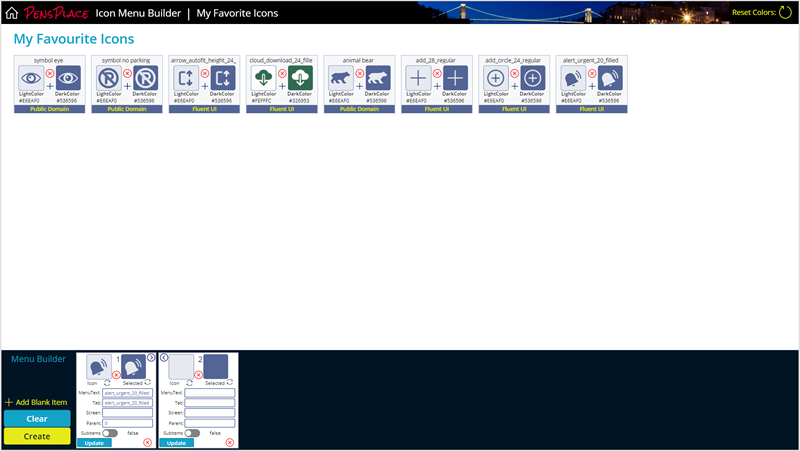 PensPlace Icon Menu Builder | My Favorite Icons Reset Colors:
My Favourite Icons
symbol eye symbol no parking arrow_autofit_height_24_ cloud_download_24_fille animal bear add_28_regular add_circle_24_regular alert_urgent_20_filled
LightColor DarkColor LightColor DarkColor LightColor DarkColor LightColor DarkColor LightColor DarkColor LightColor DarkColor LightColor DarkColor LightColor DarkColor
#E6EAF0 #536596 #E6EAF0 #536596 #E6EAF0 #536596 #FEFFFC #326953 #E6EAF0 #536596 #E6EAF0 #536596 #E6EAF0 #536596 #E6EAF0 #536596
Public Domain Public Domain Fluent UI Fluent UI Public Domain Fluent UI Fluent UI Fluent UI
Menu Builder
Add Blank Item
Clear
Create
1
Icon Selected
MenuText: alert_urgent_20_filled
Tab: alert_urgent_20_filled
Screen:
Parent: 0
SubItems false
Update
2
Icon Selected
MenuText:
Tab:
Screen:
Parent:
SubItems false
Update